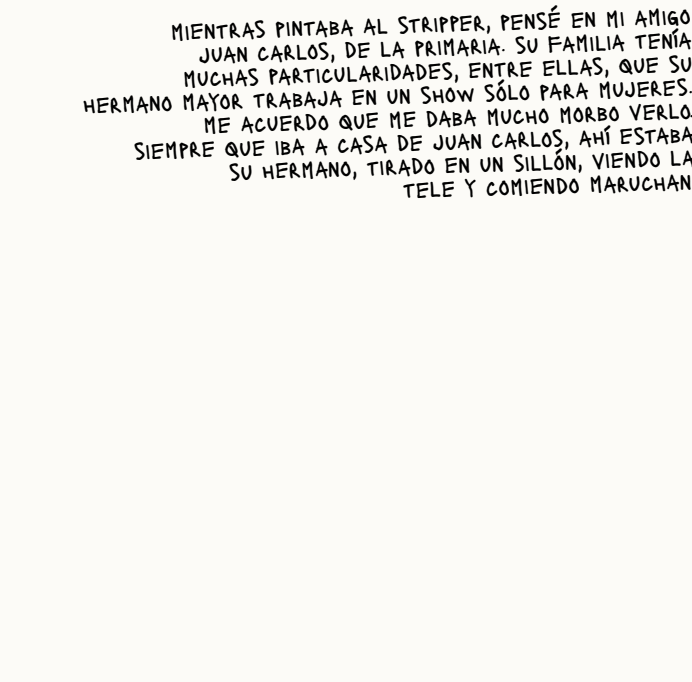 MIENTRAS PINTABA AL STRIPPER, PENSÉ EN MI AMIGO
JUAN CARLOS, DE LA PRIMARIA. SU FAMILIA TENÍA
MUCHAS PARTICULARIDADES, ENTRE ELLAS, QUE SU
HERMANO MAYOR TRABAJA EN UN SHOW SÓLO PARA MUJERES.
ME ACUERDO QUE ME DABA MUCHO MORBO VERLO.
SIEMPRE QUE IBA A CASA DE JUAN CARLOS, AHÍ ESTABA
SU HERMANO, TIRADO EN UN SILLÓN, VIENDO LA
TELE Y COMIENDO MARUCHAN